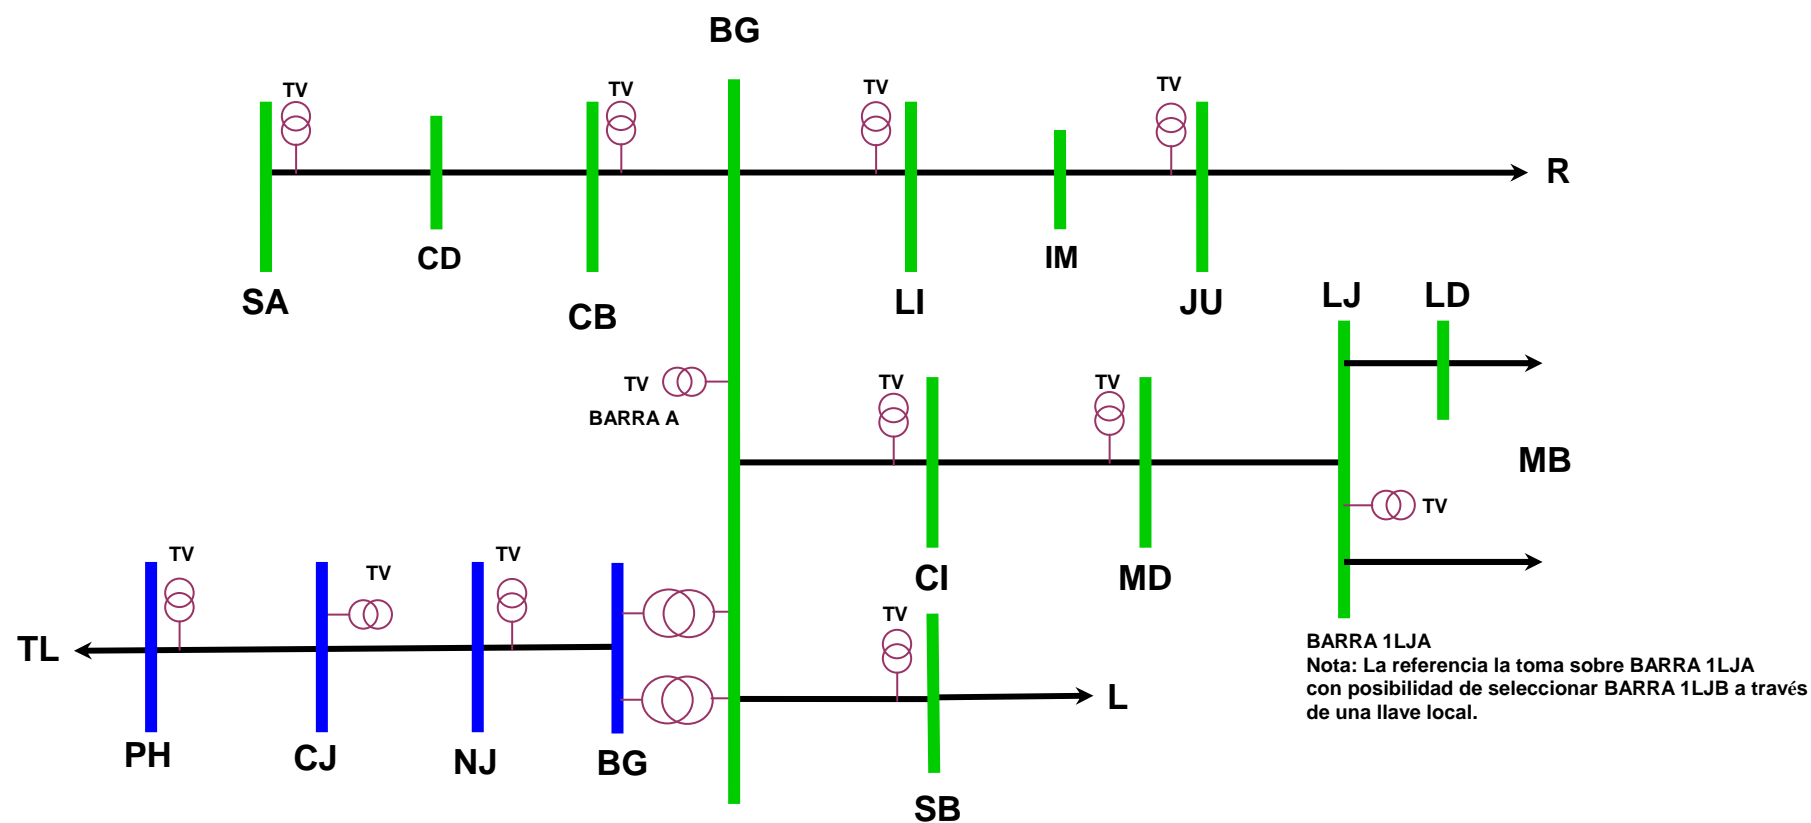 BG
TV
TV
TV
TV
R
CD
IM
SA
CB
LI
JU
LJ
LD
TV
BARRA A
TV
TV
MB
TV
CI
MD
TV
TV
TV
TV
TL
L
PH
CJ
NJ
BG
SB
BARRA 1LJA
Nota: La referencia la toma sobre BARRA 1LJA
con posibilidad de seleccionar BARRA 1LJB a través
de una llave local.